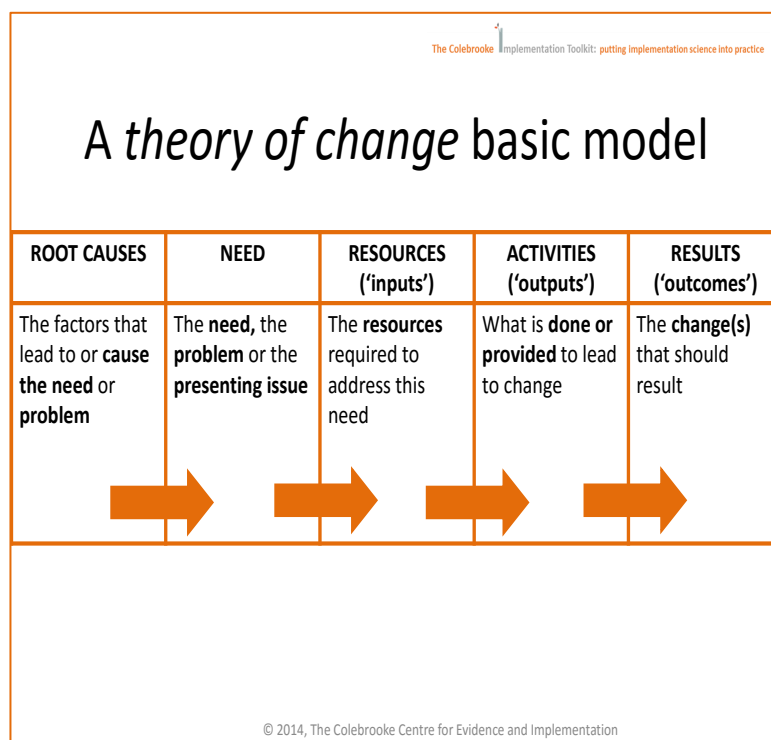 The Colebrooke Implementation Toolkit: putting implementation science into practice
A theory of change basic model
ROOT CAUSES
NEED
RESOURCES
(‘inputs’)
ACTIVITIES
(‘outputs’)
RESULTS
(‘outcomes’)
The factors that
lead to or cause
the need or
problem
The need, the
problem or the
presenting issue
The resources
required to
address this
need
What is done or
provided to lead
to change
The change(s)
that should
result
© 2014, The Colebrooke Centre for Evidence and Implementation